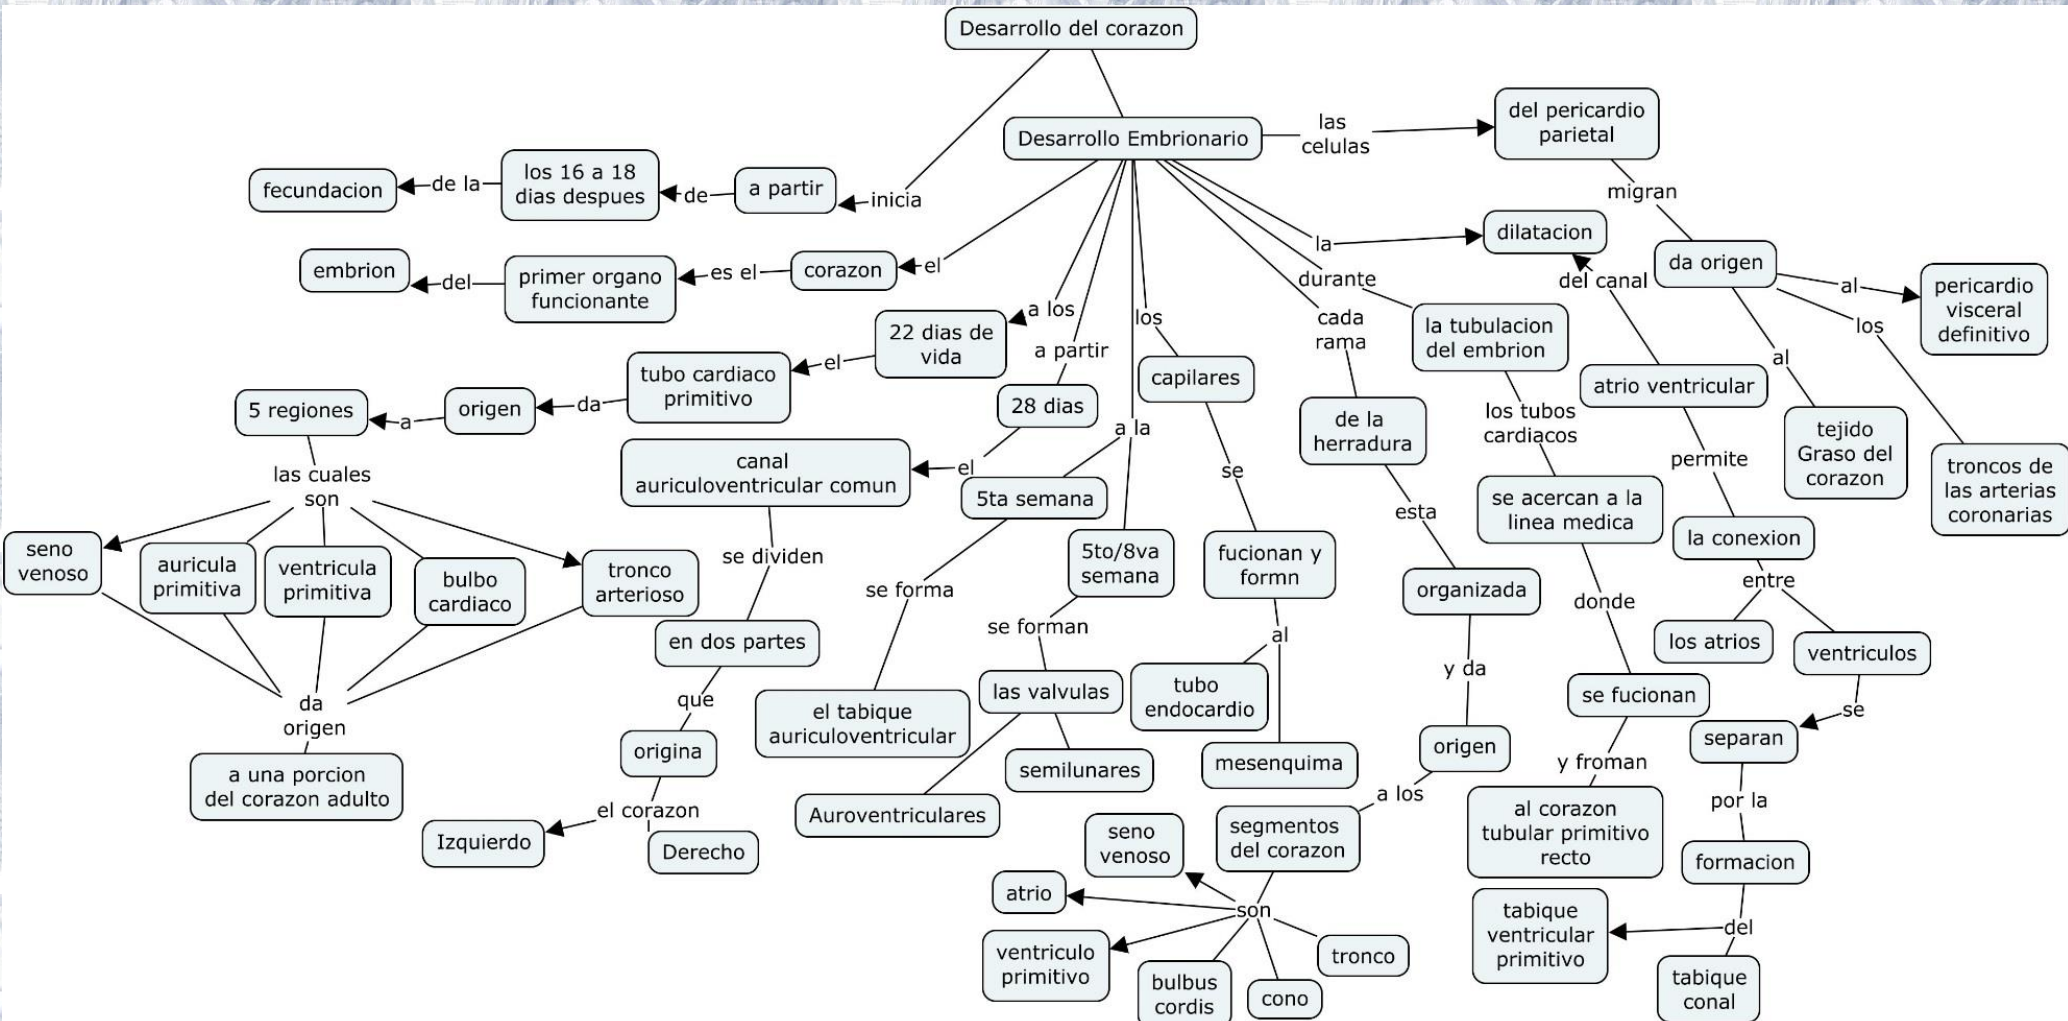 Desarrollo del corazon
Desarrollo Embrionario
las
celulas
del pericardio
parietal
migran
da origen
al
pericardio
visceral
definitivo
los
troncos de
las arterias
coronarias
al
tejido
Graso del
corazon
inicia
a partir
de
los 16 a 18
dias despues
de la
fecundacion
el
corazon
es el
primer organo
funcionante
del
embrion
a los
22 dias de
vida
el
tubo cardiaco
primitivo
da
origen
a
5 regiones
las cuales
son
seno
venoso
auricula
primitiva
ventricula
primitiva
bulbo
cardiaco
tronco
arterioso
da
origen
a una porcion
del corazon adulto
a partir
28 dias
el
canal
auriculoventricular comun
se dividen
en dos partes
que
origina
el corazon
Izquierdo
Derecho
a la
5ta semana
se forma
el tabique
auriculoventricular
5to/8va
semana
se forman
las valvulas
Auroventriculares
semilunares
los
capilares
se
fucionan y
formn
al
tubo
endocardio
mesenquima
cada
rama
de la
herradura
esta
organizada
y da
origen
a los
segmentos
del corazon
son
seno
venoso
atrio
ventriculo
primitivo
bulbus
cordis
cono
tronco
durante
la tubulacion
del embrion
los tubos
cardiacos
se acercan a la
linea medica
donde
se fucionan
y froman
al corazon
tubular primitivo
recto
la
dilatacion
del canal
atrio ventricular
permite
la conexion
entre
los atrios
ventriculos
se
separan
por la
formacion
del
tabique
ventricular
primitivo
tabique
conal